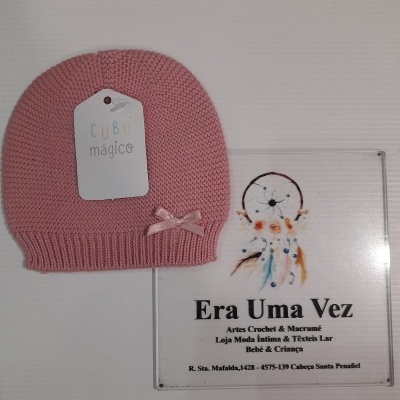 CUBO
mágico
Era Uma Vez
Artes Crochet & Macramé
Loja Moda Íntima & Têxteis Lar
Bebé & Criança
R. Sta. Mafalda,1428 - 4575-139 Cabeça Santa Penafiel